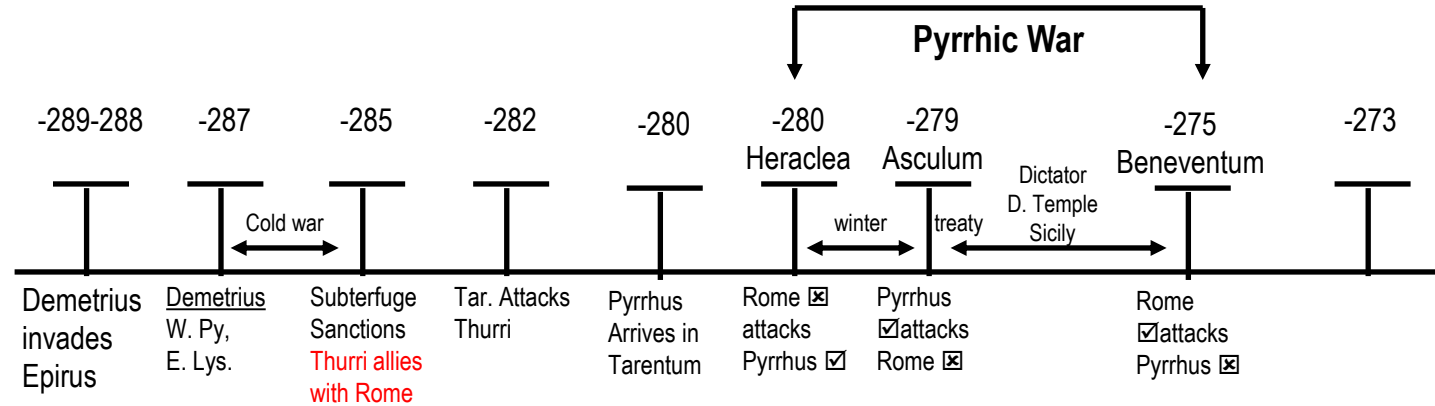 Pyrrhic War
-289-288
-287
-285
-282
-280
-280
Heraclea
-279
Asculum
-275
Beneventum
-273
Cold war
winter
treaty
Dictator
D. Temple
Sicily
Demetrius
invades
Epirus
Demetrius
W. Py,
E. Lys.
Subterfuge
Sanctions
Thurri allies
with Rome
Tar. Attacks
Thurri
Pyrrhus
Arrives in
Tarentum
Rome ☒
attacks
Pyrrhus ☑
Pyrrhus
☑attacks
Rome ☒
Rome
☑attacks
Pyrrhus ☒